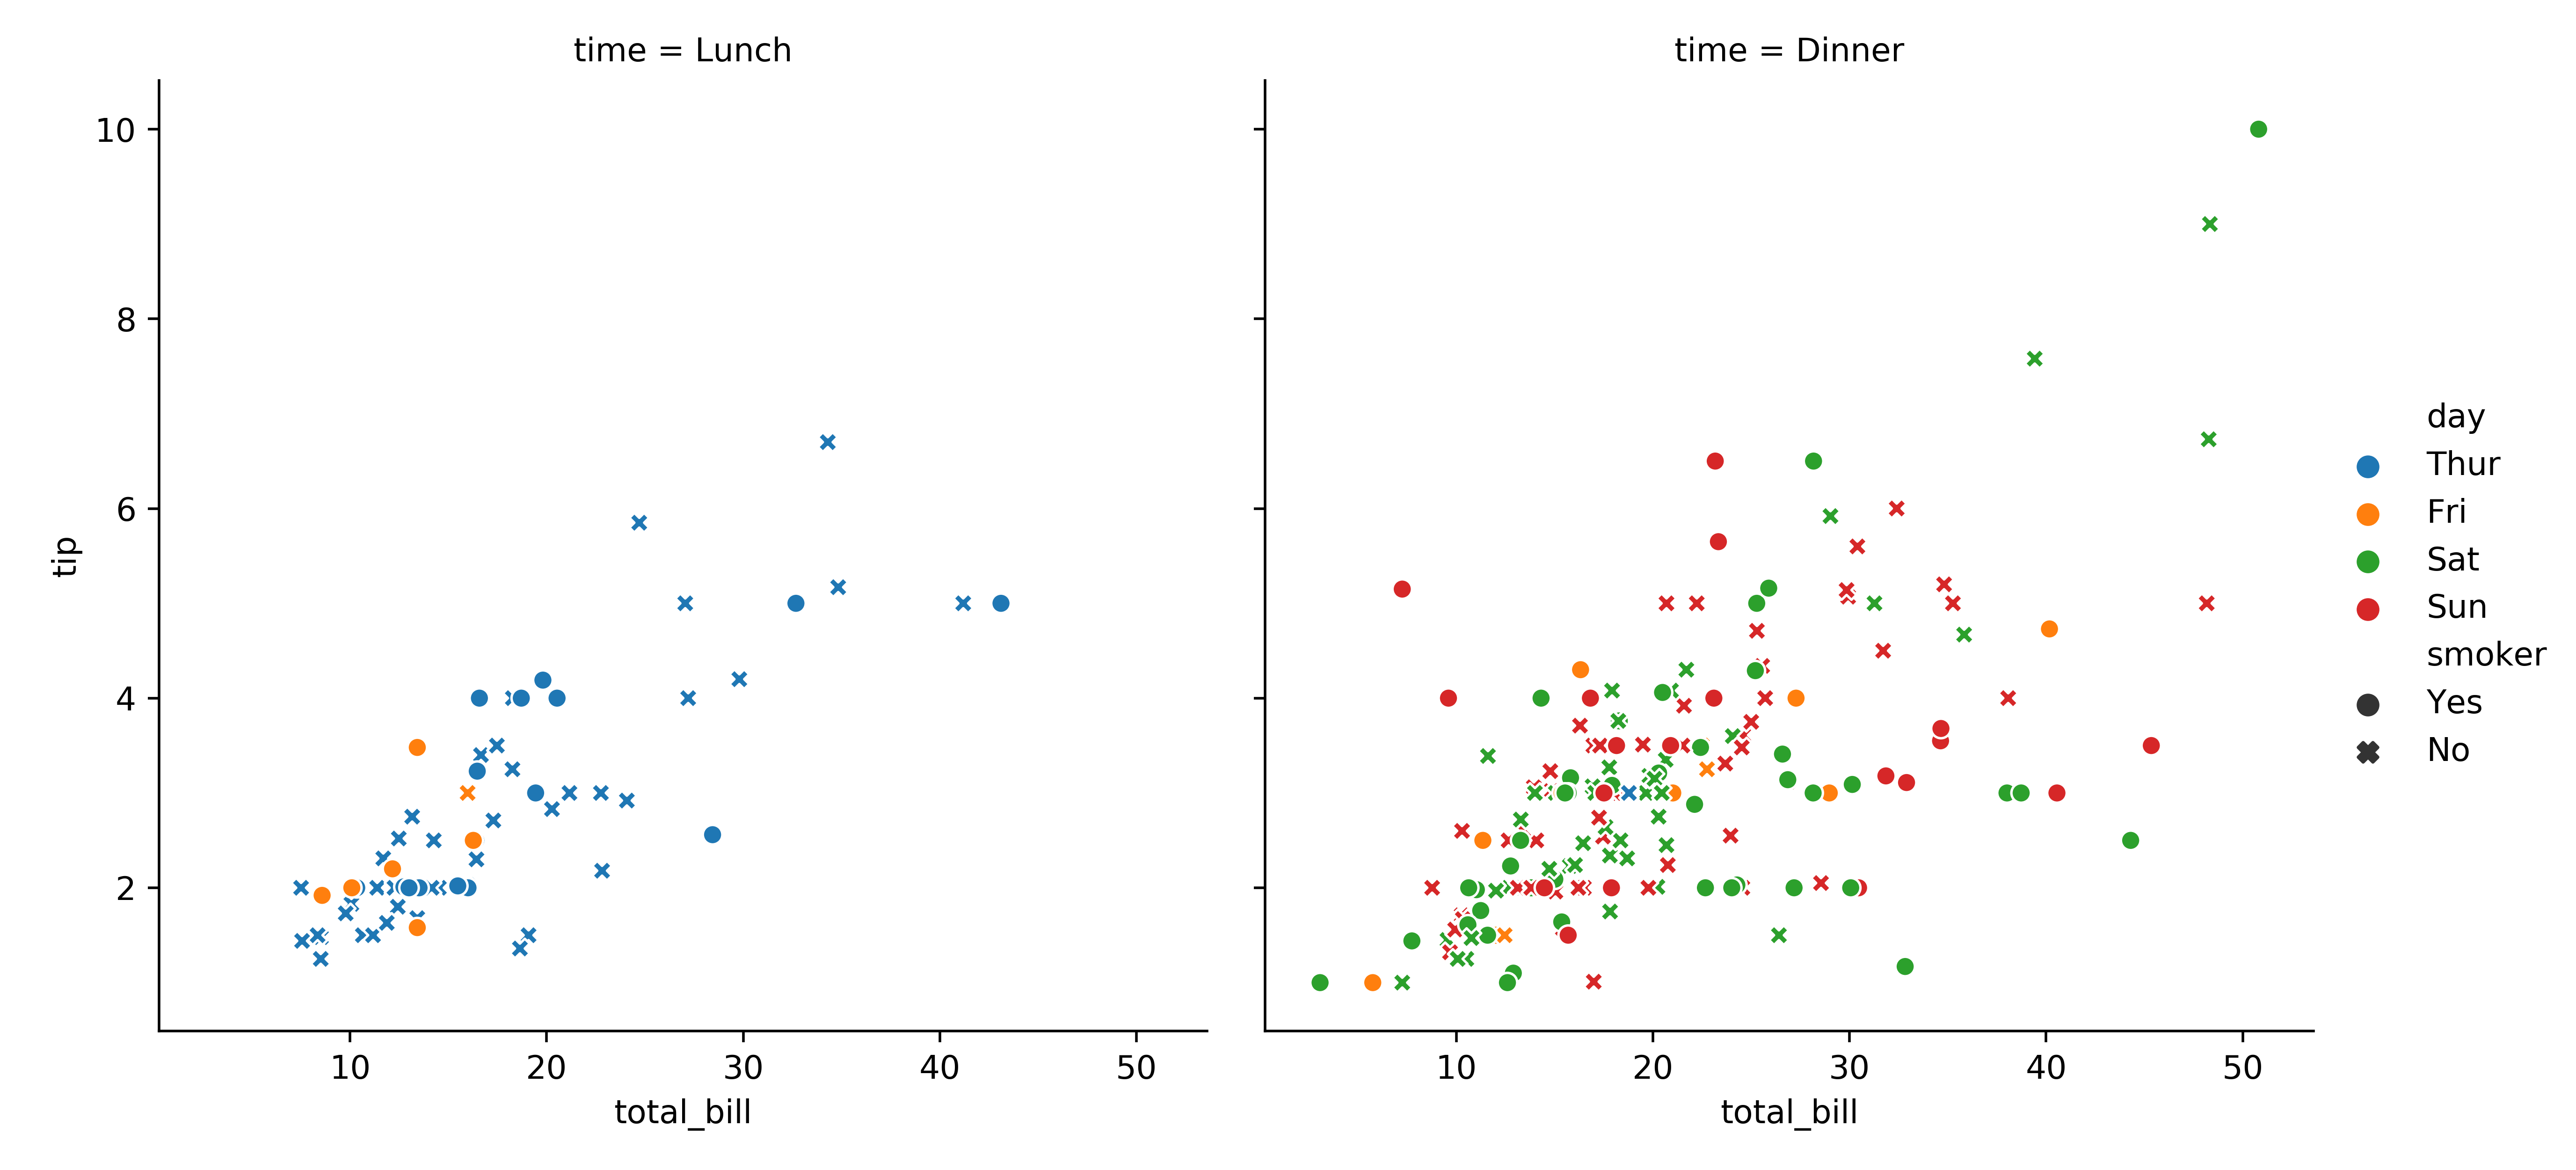 time = Lunch
time = Dinner
10
8
6
4
2
tip
10 20 30 40 50
total_bill
10 20 30 40 50
total_bill
day
Thur
Fri
Sat
Sun
smoker
Yes
No